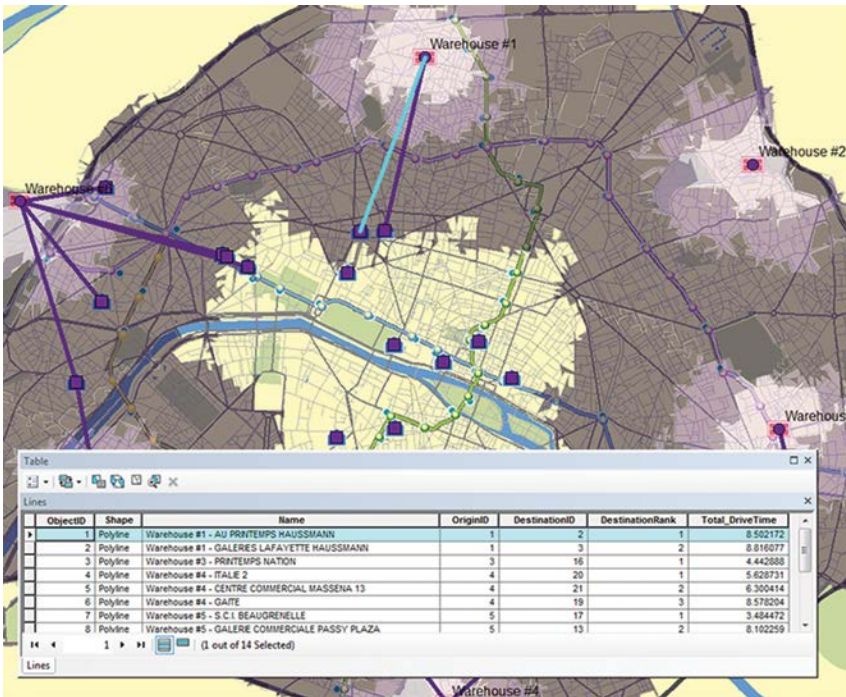 Warehouse #1
Warehouse #2
Warehouse #6
Warehous
Table
Lines
ObjectID Shape Name OriginID DestinationID DestinationRank Total_DriveTime
1 Polyline Warehouse #1 - AU PRINTEMPS HAUSSMANN 1 2 1 8.502172
2 Polyline Warehouse #1 - GALERIES LAFAYETTE HAUSSMANN 1 3 2 8.816077
3 Polyline Warehouse #3 - PRINTEMPS NATION 3 16 1 4.442888
4 Polyline Warehouse #4 - ITALIE 2 4 20 1 5.628731
5 Polyline Warehouse #4 - CENTRE COMMERCIAL MASSENA 13 4 21 2 6.300414
6 Polyline Warehouse #4 - GAITE 4 19 3 8.578204
7 Polyline Warehouse #5 - S.C.I. BEAUGRENELLE 5 17 1 3.484472
8 Polyline Warehouse #5 - GALERIE COMMERCIALE PASSY PLAZA 5 13 2 8.102259
1 (1 out of 14 Selected)
Lines
Warehouse #4